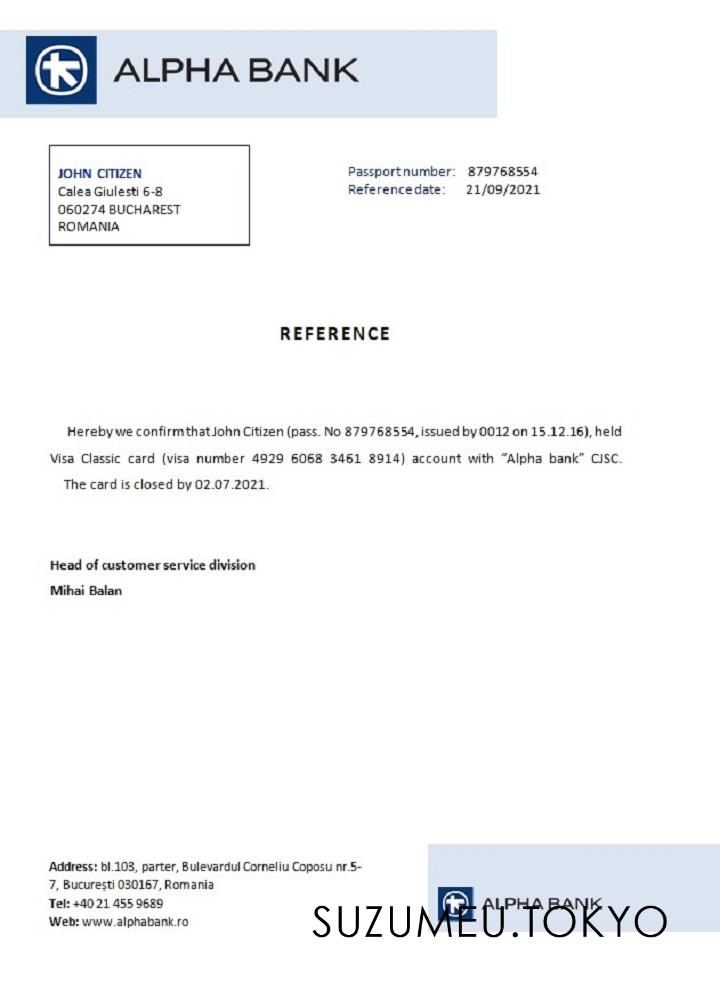 ALPHA BANK
JOHN CITIZEN
Calea Giulesti 6-8
060274 BUCHAREST
ROMANIA
Passport number: 879768554
Reference date: 21/09/2021
REFERENCE
Hereby we confirm that John Citizen (pass. No 879768554, issued by 0012 on 15.12.16), held
Visa Classic card (visa number 4929 6068 3461 8914) account with “Alpha bank” CJSC.
The card is closed by 02.07.2021.
Head of customer service division
Mihai Balan
Address: bl.103, parter, Bulevardul Corneliu Coposu nr.5-
7, București 030167, Romania
Tel: +40 21 455 9689
Web: www.alphabank.ro
ALPHA BANK
SUZUMEU.TOKYO